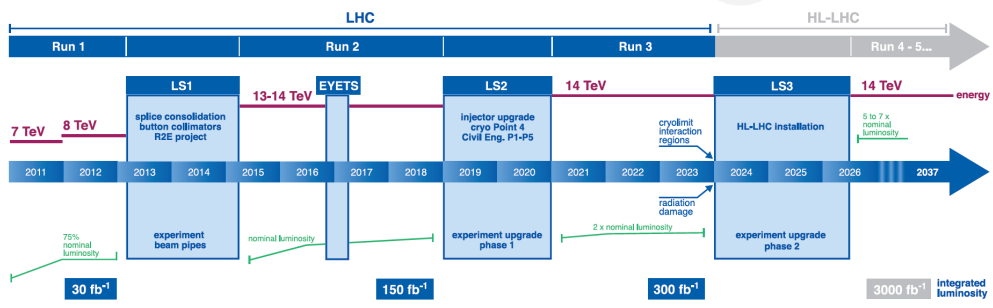 LHC
HL-LHC
Run 1
Run 2
Run 3
Run 4 - 5...
LS1
EYETS
LS2
LS3
7 TeV
8 TeV
13-14 TeV
14 TeV
14 TeV
energy
splice consolidation
button collimators
R2E project
injector upgrade
cryo Point 4
Civil Eng. P1-P5
cryolimit
interaction
regions
HL-LHC installation
5 to 7 x
nominal
luminosity
2011
2012
2013
2014
2015
2016
2017
2018
2019
2020
2021
2022
2023
2024
2025
2026
2037
radiation
damage
75%
nominal
luminosity
experiment
beam pipes
nominal luminosity
experiment upgrade
phase 1
2 x nominal luminosity
experiment upgrade
phase 2
30 fb-1
150 fb-1
300 fb-1
3000 fb-1
integrated
luminosity